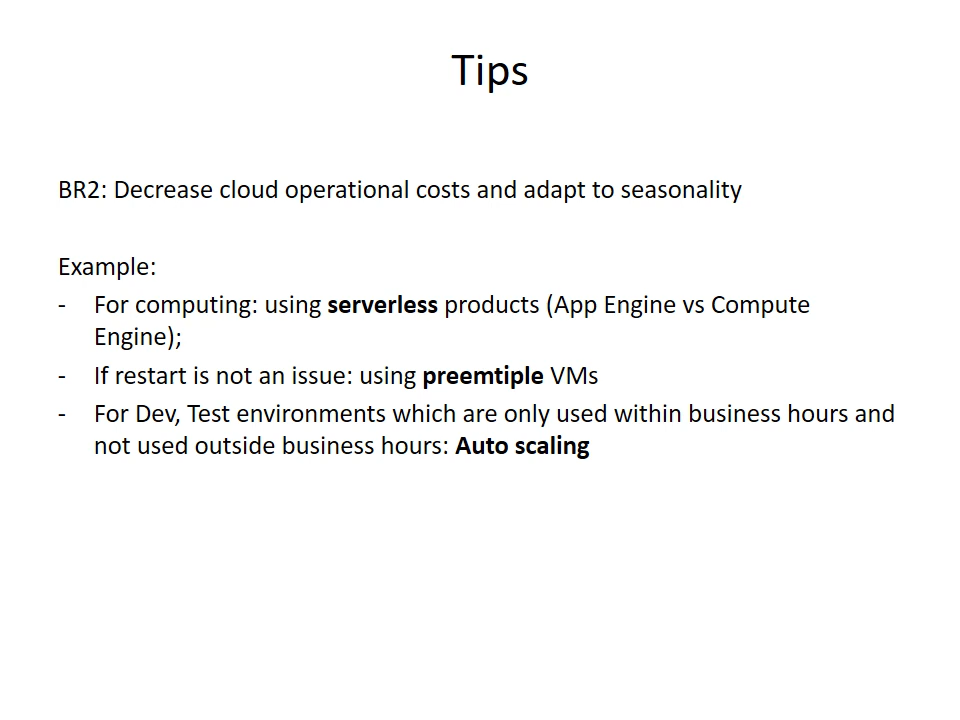 Tips
BR2: Decrease cloud operational costs and adapt to seasonality
Example:
- For computing: using serverless products (App Engine vs Compute
Engine);
- If restart is not an issue: using preemtiple VMs
- For Dev, Test environments which are only used within business hours and
not used outside business hours: Auto scaling